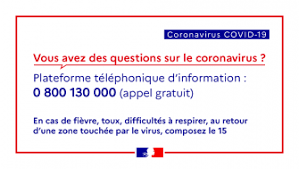 Coronavirus COVID-19
Vous avez des questions sur le coronavirus ?
Plateforme téléphonique d'information :
0 800 130 000 (appel gratuit)
En cas de fièvre, toux, difficultés à respirer, au retour
d'une zone touchée par le virus, composez le 15